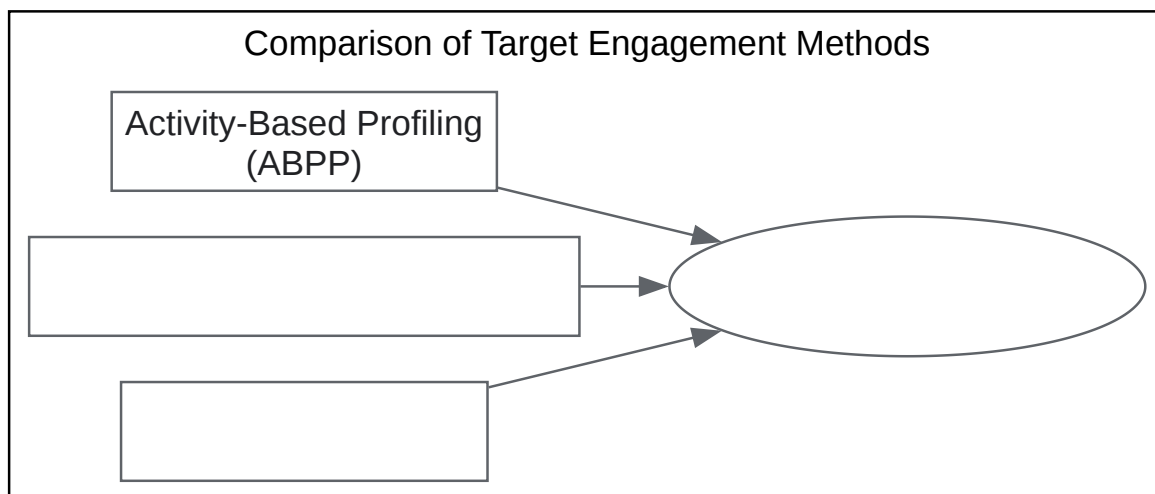 Comparison of Target Engagement Methods
Activity-Based Profiling
(ABPP)